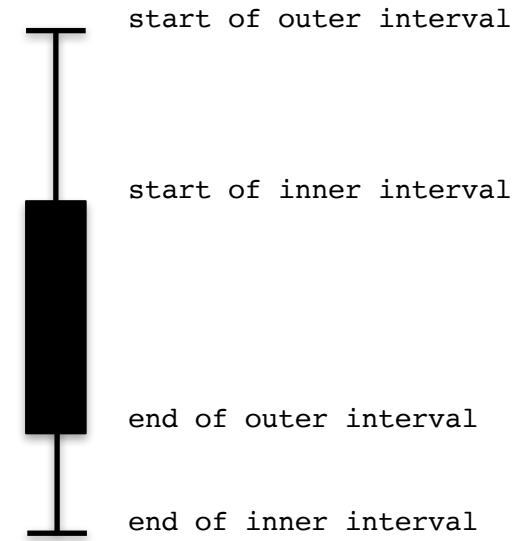 start of outer interval
start of inner interval
end of outer interval
end of inner interval